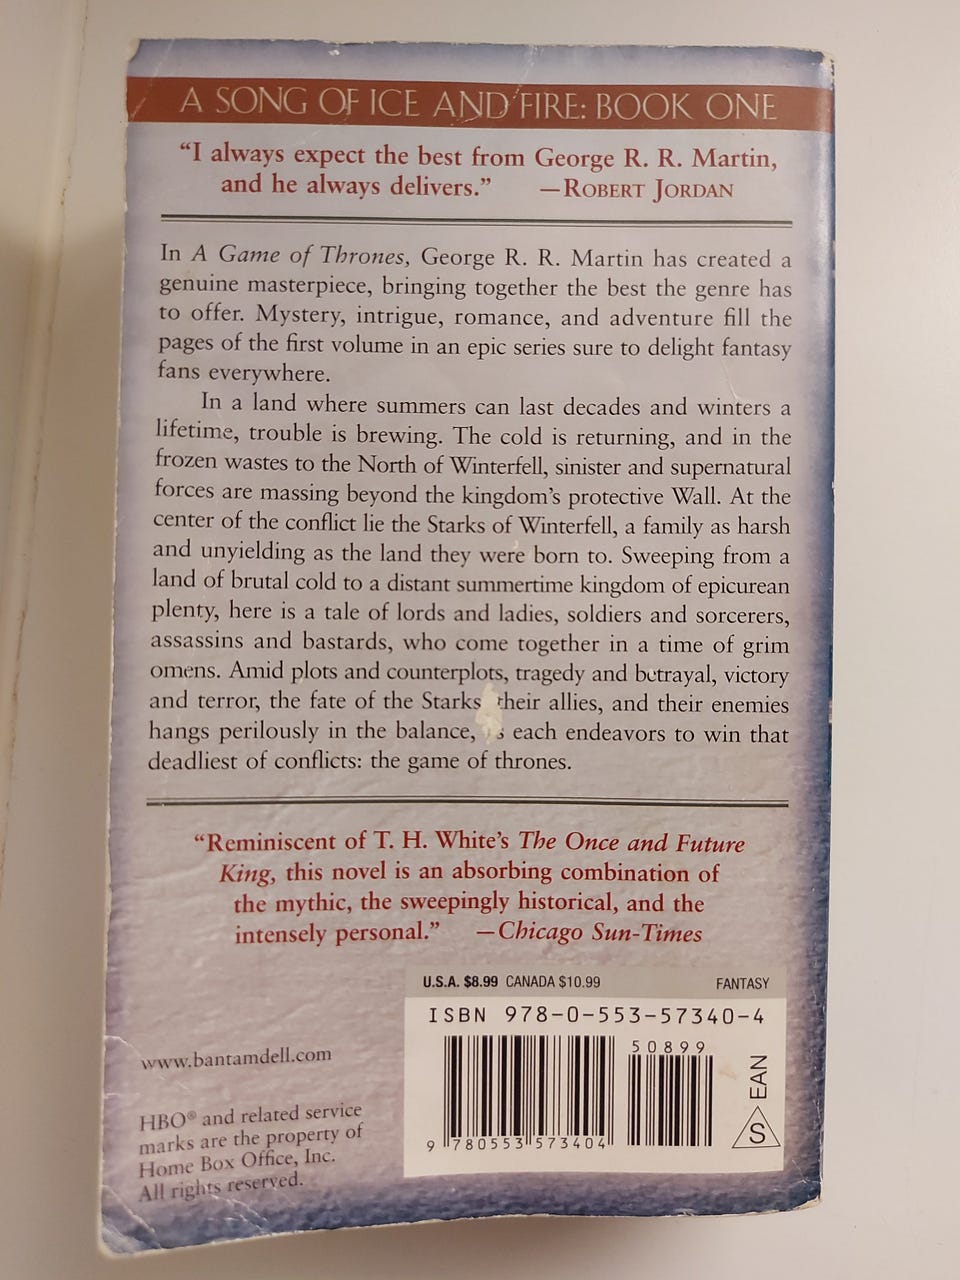 A SONG OF ICE AND FIRE: BOOK ONE
“I always expect the best from George R. R. Martin,
and he always delivers.” —ROBERT JORDAN
In A Game of Thrones, George R. R. Martin has created a
genuine masterpiece, bringing together the best the genre has
to offer. Mystery, intrigue, romance, and adventure fill the
pages of the first volume in an epic series sure to delight fantasy
fans everywhere.
In a land where summers can last decades and winters a
lifetime, trouble is brewing. The cold is returning, and in the
frozen wastes to the North of Winterfell, sinister and supernatural
forces are massing beyond the kingdom’s protective Wall. At the
center of the conflict lie the Starks of Winterfell, a family as harsh
and unyielding as the land they were born to. Sweeping from a
land of brutal cold to a distant summertime kingdom of epicurean
plenty, here is a tale of lords and ladies, soldiers and sorcerers,
assassins and bastards, who come together in a time of grim
omens. Amid plots and counterplots, tragedy and betrayal, victory
and terror, the fate of the Starks their allies, and their enemies
hangs perilously in the balance, each endeavors to win that
deadliest of conflicts: the game of thrones.
“Reminiscent of T. H. White’s The Once and Future
King, this novel is an absorbing combination of
the mythic, the sweepingly historical, and the
intensely personal.” —Chicago Sun-Times
U.S.A. $8.99 CANADA $10.99 FANTASY
ISBN 978-0-553-57340-4
50899
9 780553 573404
EAN
S
www.bantamdell.com
HBO® and related service
marks are the property of
Home Box Office, Inc.
All rights reserved.